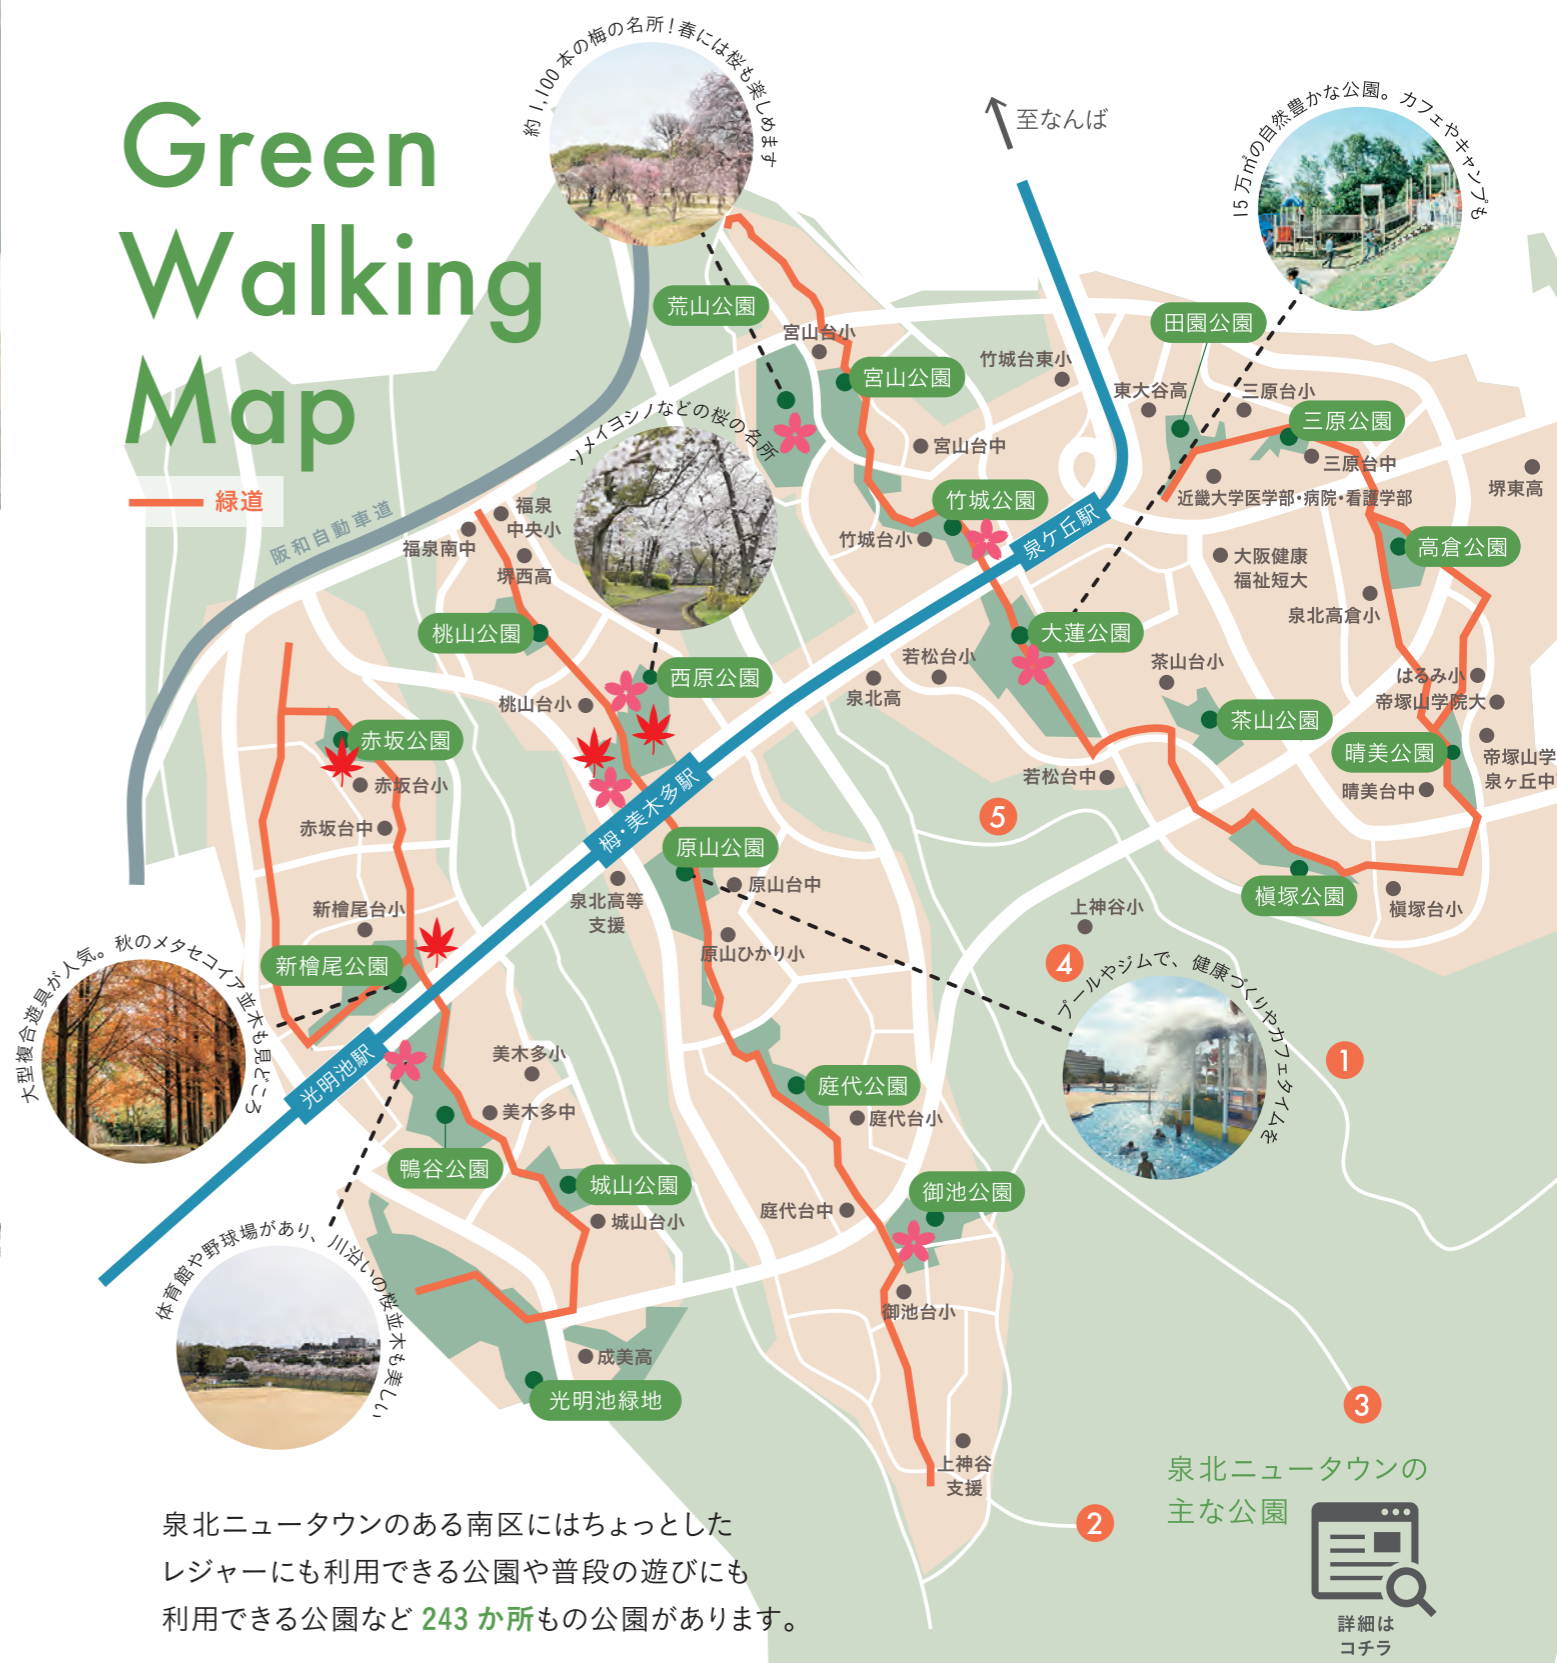 Green
Walking
Map
緑道
約 1,100 本の梅の名所！春には桜も楽しめます
至なんば
15 万㎡の自然豊かな公園。カフェやキャンプも
荒山公園
宮山台小
宮山公園
竹城台東小
田園公園
東大谷高
三原台小
三原公園
三原台中
宮山台中
近畿大学医学部・病院・看護学部
堺東高
ソメイヨシノなどの桜の名所
竹城公園
竹城台小
泉ケ丘駅
大阪健康
福祉短大
高倉公園
泉北高倉小
阪和自動車道
福泉
中央小
福泉南中
堺西高
桃山公園
桃山台小
西原公園
大蓮公園
若松台小
泉北高
茶山台小
茶山公園
はるみ小
帝塚山学院大
晴美公園
帝塚山学
泉ヶ丘中
晴美台中
若松台中
赤坂公園
赤坂台小
赤坂台中
栂・美木多駅
原山公園
原山台中
泉北高等
支援
原山ひかり小
5
槇塚公園
槇塚台小
上神谷小
4
プールやジムで、健康づくりやカフェタイムを
1
新檜尾台小
新檜尾公園
大型複合遊具が人気。秋のメタセコイア並木も見どころ
光明池駅
美木多小
美木多中
鴨谷公園
城山公園
城山台小
庭代公園
庭代台小
庭代台中
御池公園
御池台小
体育館や野球場があり、川沿いの桜並木も美しい
成美高
光明池緑地
上神谷
支援
3
2
泉北ニュータウンの
主な公園
詳細は
コチラ
泉北ニュータウンのある南区にはちょっとした
レジャーにも利用できる公園や普段の遊びにも
利用できる公園など 243 か所もの公園があります。